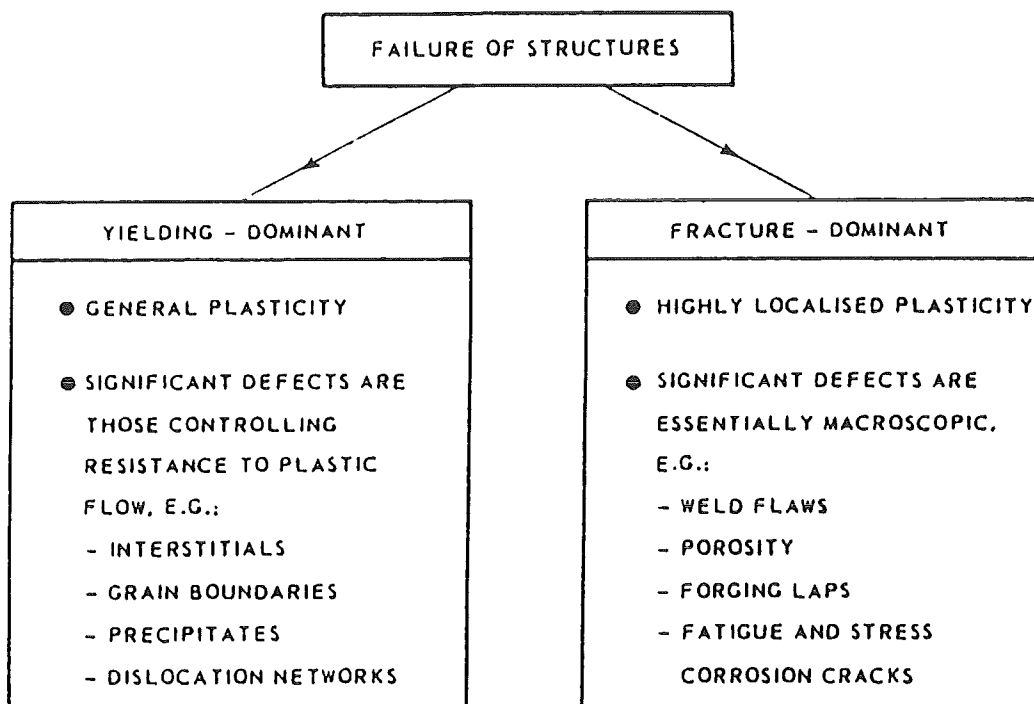 FAILURE OF STRUCTURES
YIELDING – DOMINANT
● GENERAL PLASTICITY
● SIGNIFICANT DEFECTS ARE
THOSE CONTROLLING
RESISTANCE TO PLASTIC
FLOW, E.G.:
– INTERSTITIALS
– GRAIN BOUNDARIES
– PRECIPITATES
– DISLOCATION NETWORKS
FRACTURE – DOMINANT
● HIGHLY LOCALISED PLASTICITY
● SIGNIFICANT DEFECTS ARE
ESSENTIALLY MACROSCOPIC,
E.G.:
– WELD FLAWS
– POROSITY
– FORGING LAPS
– FATIGUE AND STRESS
CORROSION CRACKS